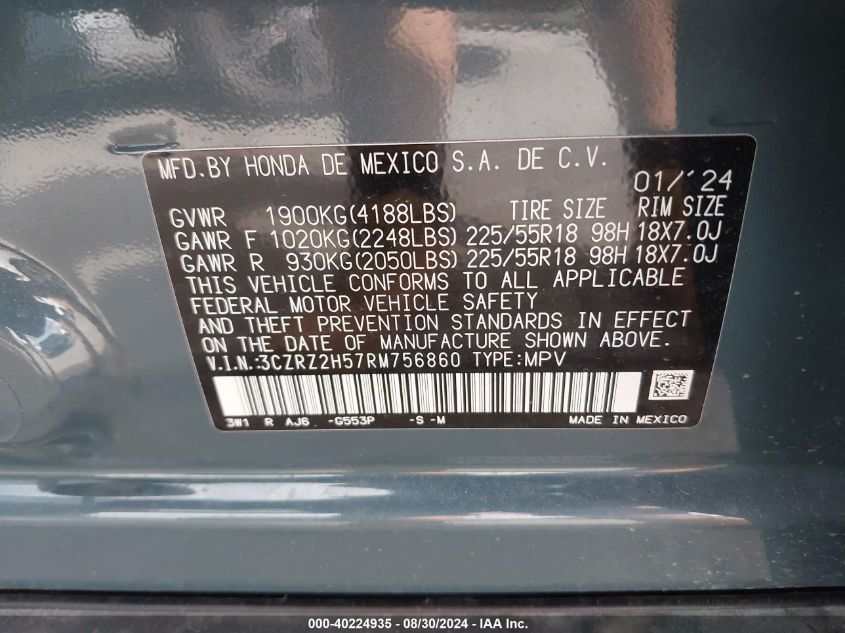 MFD.BY HONDA DE MEXICO S.A. DE C.V.
01/'24
GVWR 1900KG(4188LBS) TIRE SIZE RIM SIZE
GAWR F 1020KG(2248LBS) 225/55R18 98H 18X7.0J
GAWR R 930KG(2050LBS) 225/55R18 98H 18X7.0J
THIS VEHICLE CONFORMS TO ALL APPLICABLE
FEDERAL MOTOR VEHICLE SAFETY
AND THEFT PREVENTION STANDARDS IN EFFECT
ON THE DATE OF MANUFACTURE SHOWN ABOVE.
V.I.N.:3CZRZ2H57RM756860 TYPE:MPV
3W1 R AJ6 -G553P -S -M MADE IN MEXICO
000-40224935 - 08/30/2024 - IAA Inc.